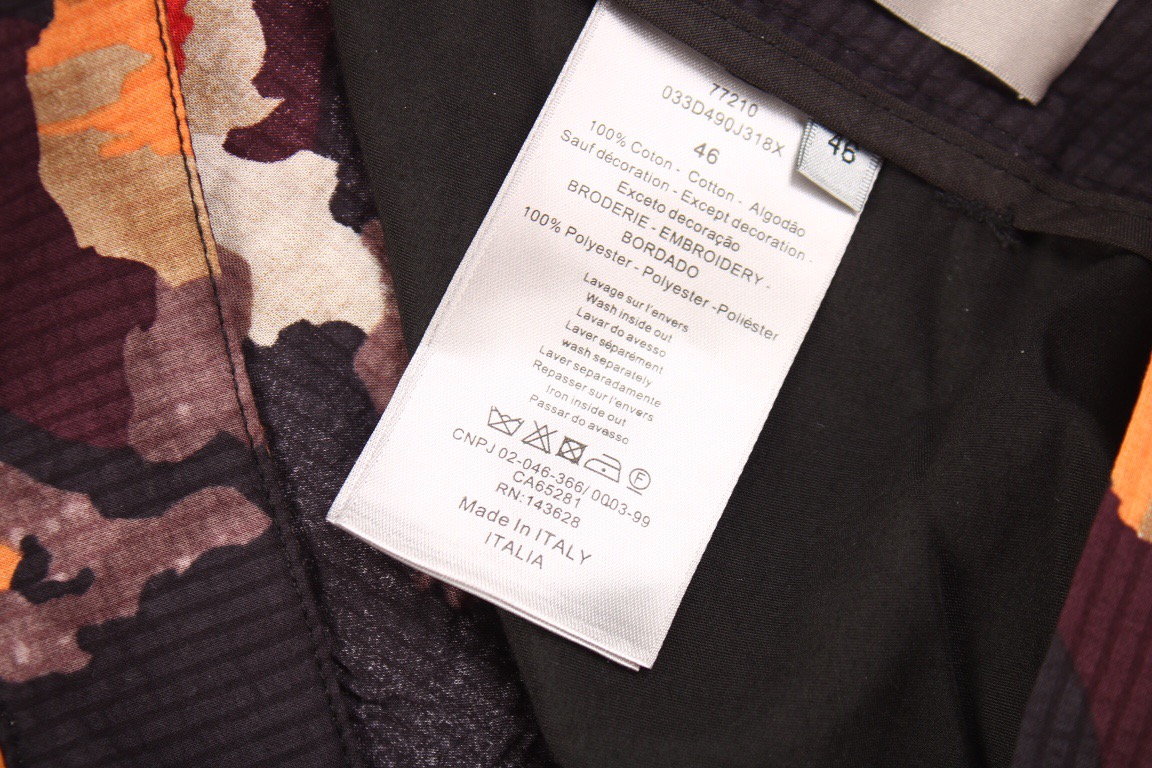 77210
033D490J318X
46
46
100% Coton - Cotton - Algodão
Sauf décoration - Except decoration -
Exceto decoração
BRODERIE - EMBROIDERY -
BORDADO
100% Polyester - Polyester -Poliéster
Lavage sur l'envers
Wash inside out
Lavar do avesso
Laver séparément
wash separately
Laver separadamente
Repasser sur l'envers
Iron inside out
Passar do avesso
F
CNPJ 02-046-366/ 0003-99
CA65281
RN:143628
Made In ITALY
ITALIA